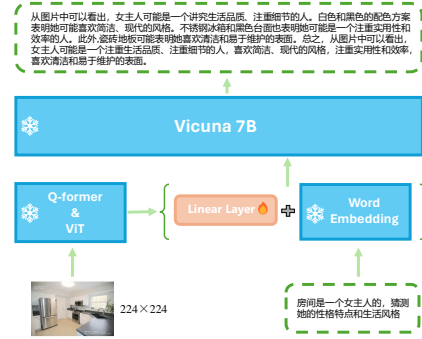 从图片中可以看出，女主人可能是一个讲究生活品质、注重细节的人。白色和黑色的配色方案
表明她可能喜欢简洁、现代的风格。不锈钢冰箱和黑色台面也表明她可能是一个注重实用性和
效率的人。此外,瓷砖地板可能表明她喜欢清洁和易于维护的表面。总之，从图片中可以看出，
女主人可能是一个注重生活品质、注重细节的人，喜欢简洁、现代的风格，注重实用性和效率，
喜欢清洁和易于维护的表面。
Vicuna 7B
Q-former
&
ViT
Linear Layer
Word
Embedding
224×224
房间是一个女主人的，猜测
她的性格特点和生活风格